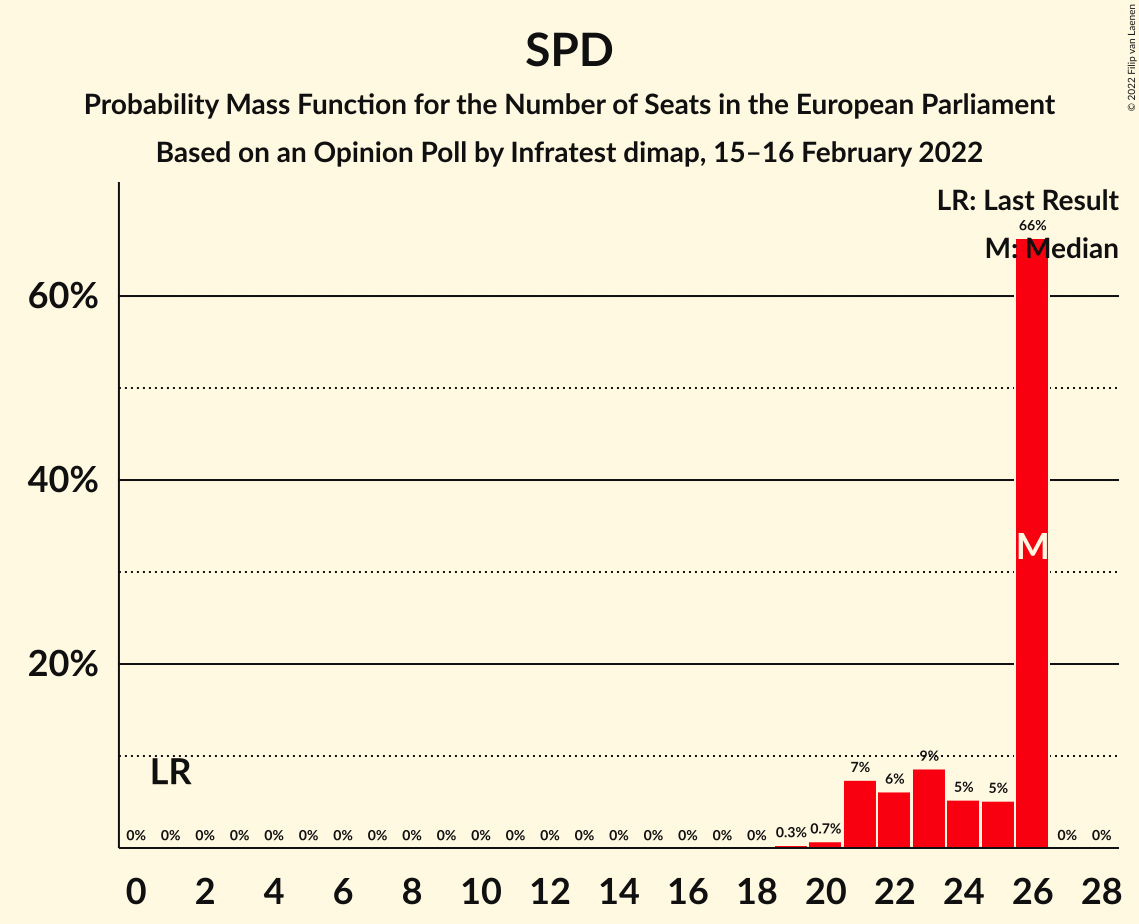 SPD
Probability Mass Function for the Number of Seats in the European Parliament
Based on an Opinion Poll by Infratest dimap, 15–16 February 2022
© 2022 Filip van Laenen
LR: Last Result
M: Median
66%
60%
40%
M
20%
LR
7% 6% 9% 5% 5%
0% 0% 0% 0% 0% 0% 0% 0% 0% 0% 0% 0% 0% 0% 0% 0% 0% 0% 0% 0.3% 0.7% 0% 0%
0 2 4 6 8 10 12 14 16 18 20 22 24 26 28